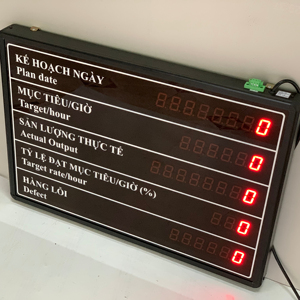 KẾ HOẠCH NGÀY
Plan date
0
MỤC TIÊU/GIỜ
Target/hour
0
SẢN LƯỢNG THỰC TẾ
Actual Output
0
TỶ LỆ ĐẠT MỤC TIÊU/GIỜ (%)
Target rate/hour
0
HÀNG LỖI
Defect
0